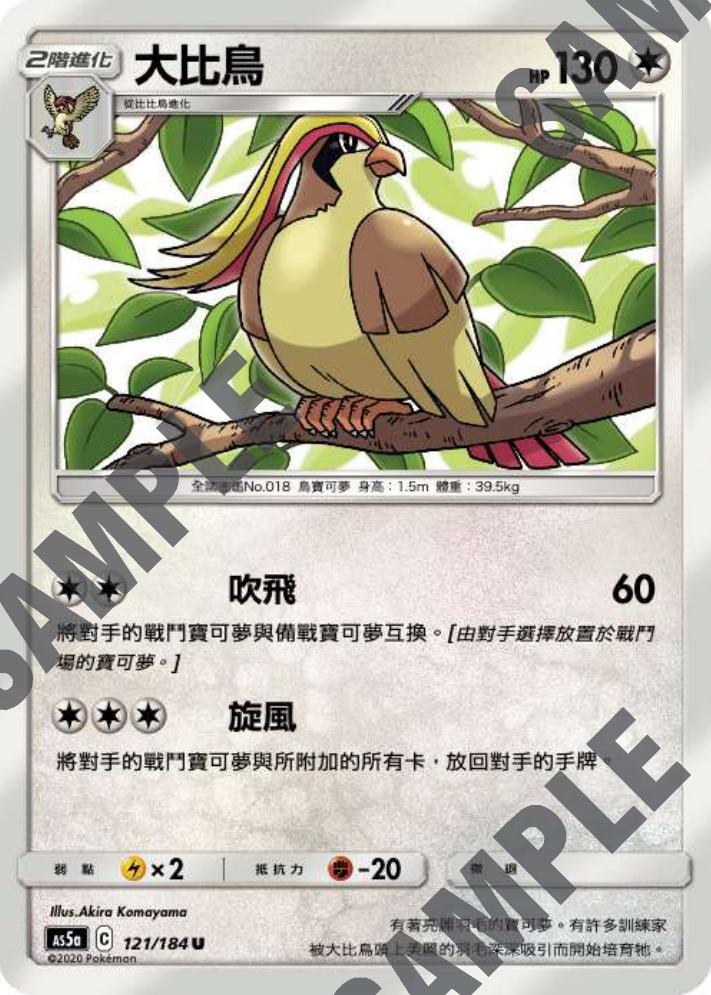 2階進化 大比鳥 HP 130
從比比鳥進化
全國圖鑑No.018 鳥寶可夢 身高：1.5m 體重：39.5kg
吹飛 60
將對手的戰鬥寶可夢與備戰寶可夢互換。[由對手選擇放置於戰鬥
場的寶可夢。]
旋風
將對手的戰鬥寶可夢與所附加的所有卡，放回對手的手牌。
弱點 ×2 抵抗力 -20 撤退
Illus.Akira Komayama
AS5a C 121/184 U
©2020 Pokémon
有著亮麗羽毛的寶可夢。有許多訓練家
被大比鳥頭上美麗的羽毛深深吸引而開始培育牠。
SAMPLE
SAMPLE
SAMPLE